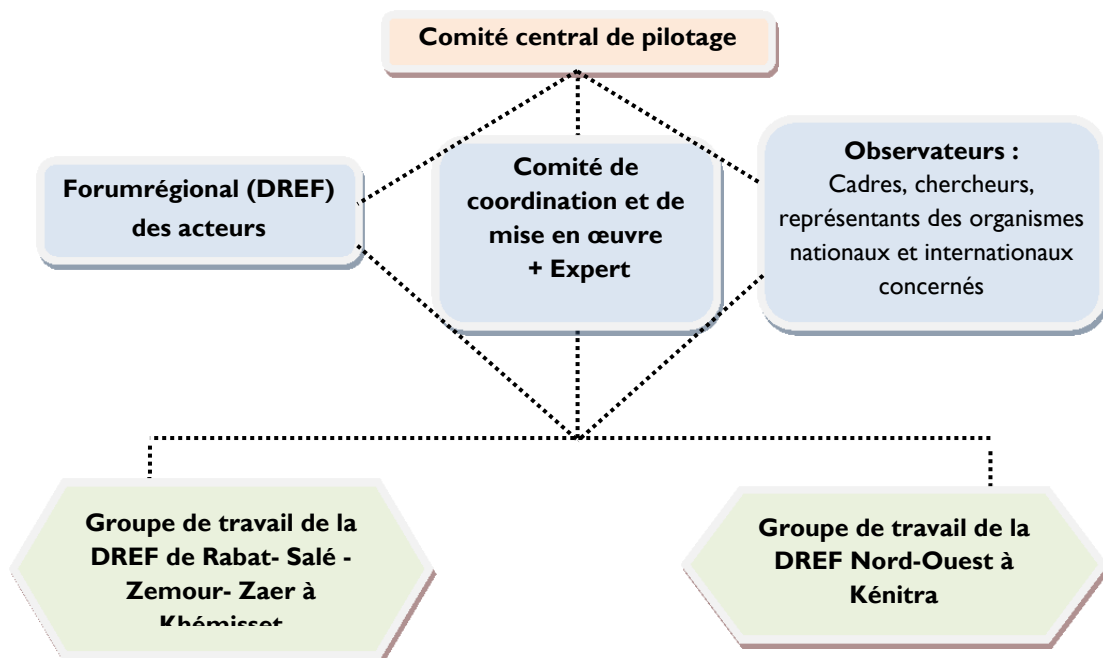 Comité central de pilotage
Forumrégional (DREF)
des acteurs
Comité de
coordination et de
mise en œuvre
+ Expert
Observateurs :
Cadres, chercheurs,
représentants des organismes
nationaux et internationaux
concernés
Groupe de travail de la
DREF de Rabat- Salé -
Zemour- Zaer à
Khémisset
Groupe de travail de la
DREF Nord-Ouest à
Kénitra